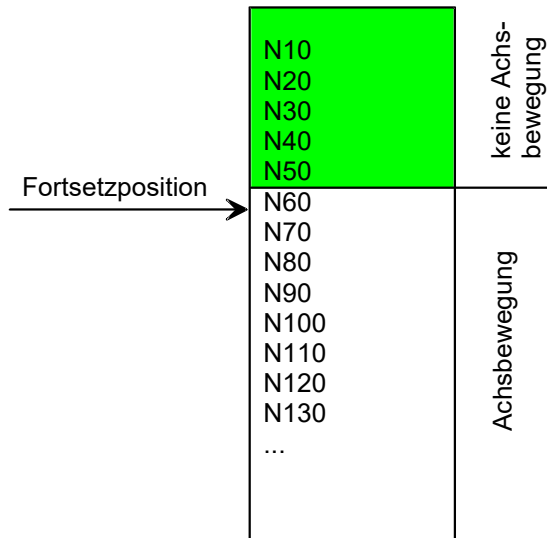 N10
N20
N30
N40
N50
keine Achs-
bewegung
Fortsetzposition
N60
N70
N80
N90
N100
N110
N120
N130
...
Achsbewegung